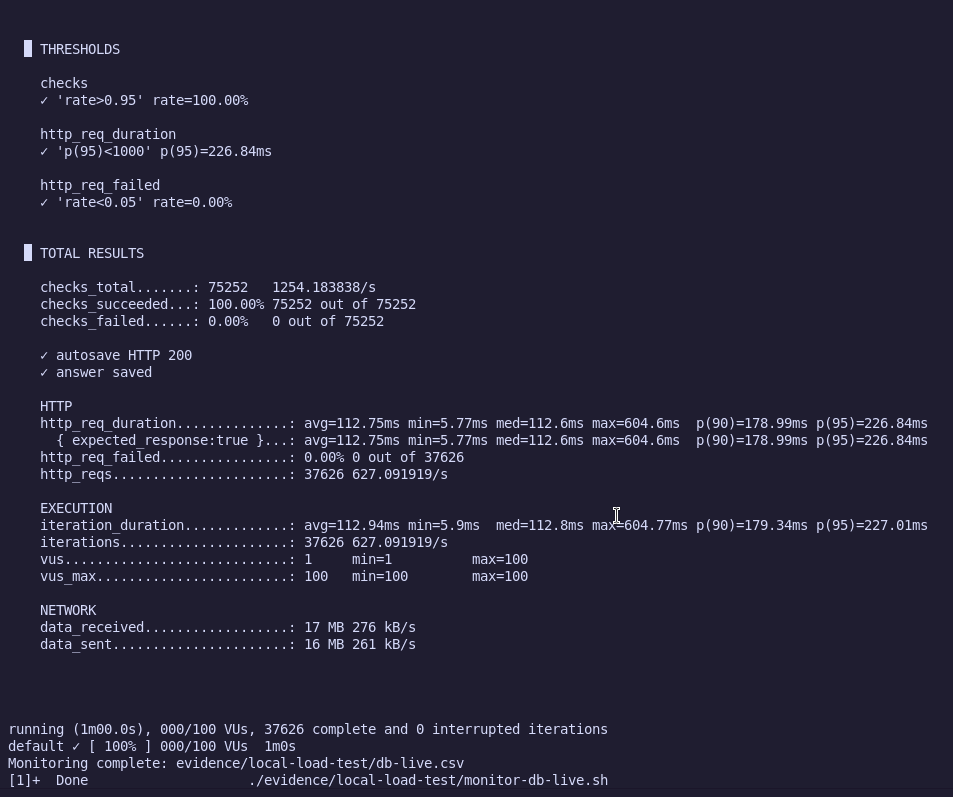 █ THRESHOLDS
checks
✓ 'rate>0.95' rate=100.00%
http_req_duration
✓ 'p(95)<1000' p(95)=226.84ms
http_req_failed
✓ 'rate<0.05' rate=0.00%
█ TOTAL RESULTS
checks_total.......: 75252   1254.183838/s
checks_succeeded...: 100.00% 75252 out of 75252
checks_failed......: 0.00%   0 out of 75252
✓ autosave HTTP 200
✓ answer saved
HTTP
http_req_duration..............: avg=112.75ms min=5.77ms med=112.6ms max=604.6ms  p(90)=178.99ms p(95)=226.84ms
{ expected_response:true }...: avg=112.75ms min=5.77ms med=112.6ms max=604.6ms  p(90)=178.99ms p(95)=226.84ms
http_req_failed................: 0.00% 0 out of 37626
http_reqs......................: 37626 627.091919/s
EXECUTION
iteration_duration.............: avg=112.94ms min=5.9ms  med=112.8ms max=604.77ms p(90)=179.34ms p(95)=227.01ms
iterations.....................: 37626 627.091919/s
vus............................: 1     min=1          max=100
vus_max........................: 100   min=100        max=100
NETWORK
data_received..................: 17 MB 276 kB/s
data_sent......................: 16 MB 261 kB/s
running (1m00.0s), 000/100 VUs, 37626 complete and 0 interrupted iterations
default ✓ [ 100% ] 000/100 VUs  1m0s
Monitoring complete: evidence/local-load-test/db-live.csv
[1]+  Done                    ./evidence/local-load-test/monitor-db-live.sh